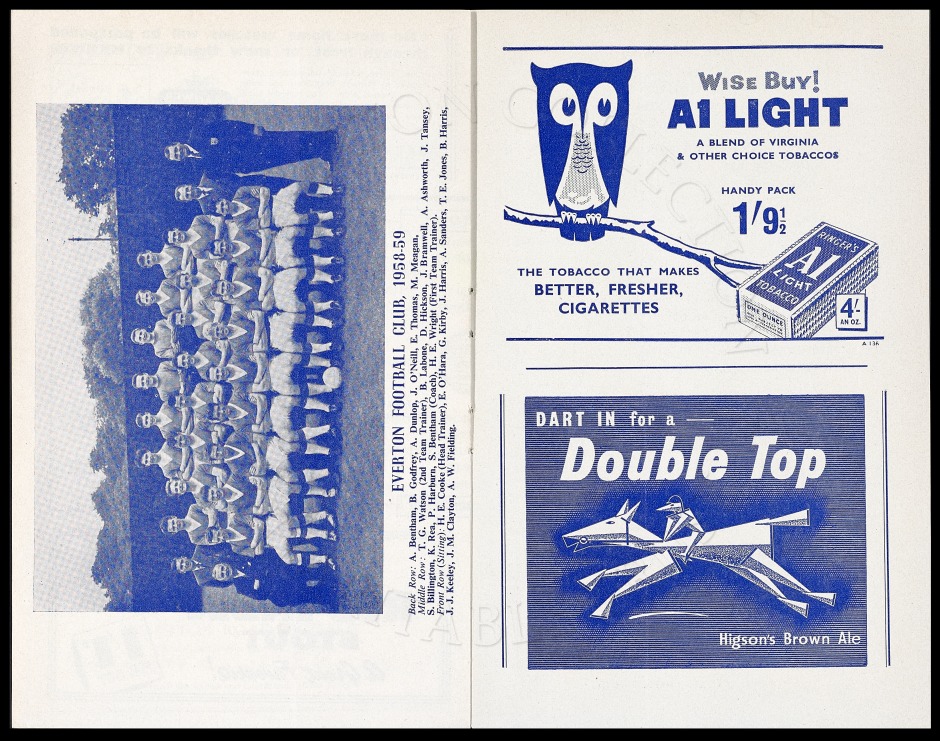 EVERTON FOOTBALL CLUB, 1958-59
Back Row: A. Bentham, B. Godfrey, A. Dunlop, J. O'Neill, E. Thomas, M. Meagan,
Middle Row: T. G. Watson (2nd Team Trainer), B. Labone, D. Hickson, J. Bramwell, A. Ashworth, J. Tansey,
S. Billington, K. Rea, P. Harburn, S. Bentham (Coach), H. E. Wright (First Team Trainer).
Front Row (Sitting): H. E. Cooke (Head Trainer), E. O'Hara, G. Kirby, J. Harris, A. Sanders, T. E. Jones, B. Harris,
J. J. Keeley, J. M. Clayton, A. W. Fielding.
WISE BUY!
A1 LIGHT
A BLEND OF VIRGINIA
& OTHER CHOICE TOBACCOS
HANDY PACK
1'9½
THE TOBACCO THAT MAKES
BETTER, FRESHER,
CIGARETTES
RINGER'S
A1
LIGHT
TOBACCO
ONE OUNCE
4'-
AN OZ.
A 136
DART IN for a
Double Top
Higson's Brown Ale